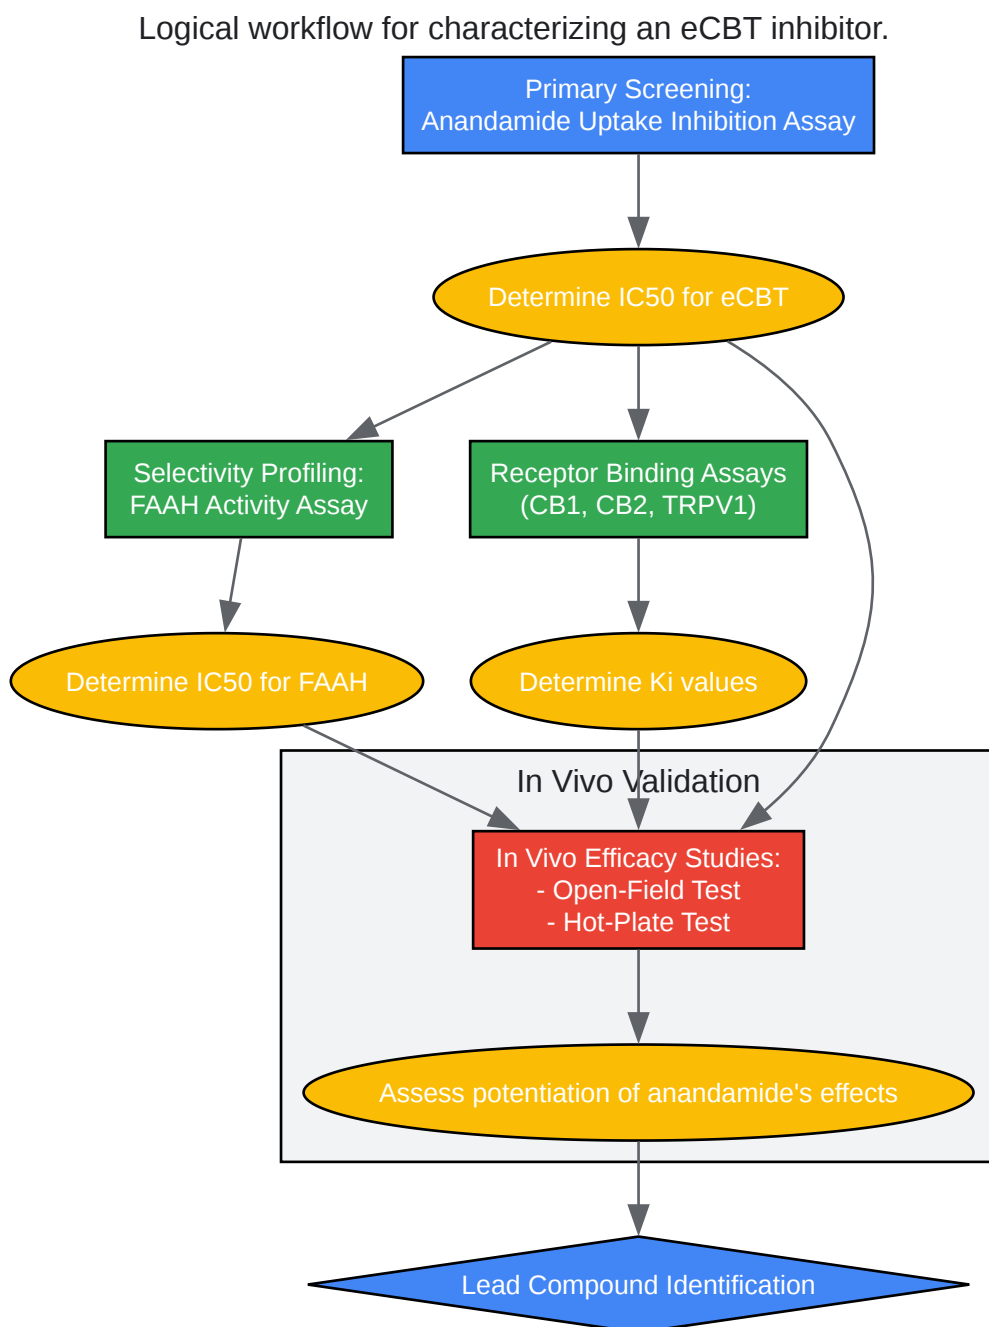 Logical workflow for characterizing an eCBT inhibitor.
Primary Screening:
Anandamide Uptake Inhibition Assay
Determine IC50 for eCBT
Selectivity Profiling:
FAAH Activity Assay
Receptor Binding Assays
(CB1, CB2, TRPV1)
Determine IC50 for FAAH
Determine Ki values
In Vivo Validation
In Vivo Efficacy Studies:
- Open-Field Test
- Hot-Plate Test
Assess potentiation of anandamide's effects
Lead Compound Identification